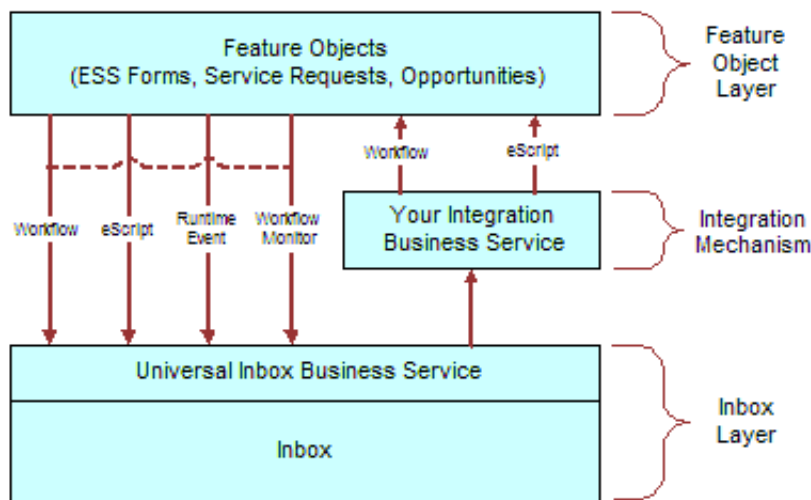 Feature Objects
(ESS Forms, Service Requests, Opportunities)
Feature
Object
Layer
Workflow
eScript
Workflow
eScript
Runtime
Event
Workflow
Monitor
Your Integration
Business Service
Integration
Mechanism
Universal Inbox Business Service
Inbox
Inbox
Layer